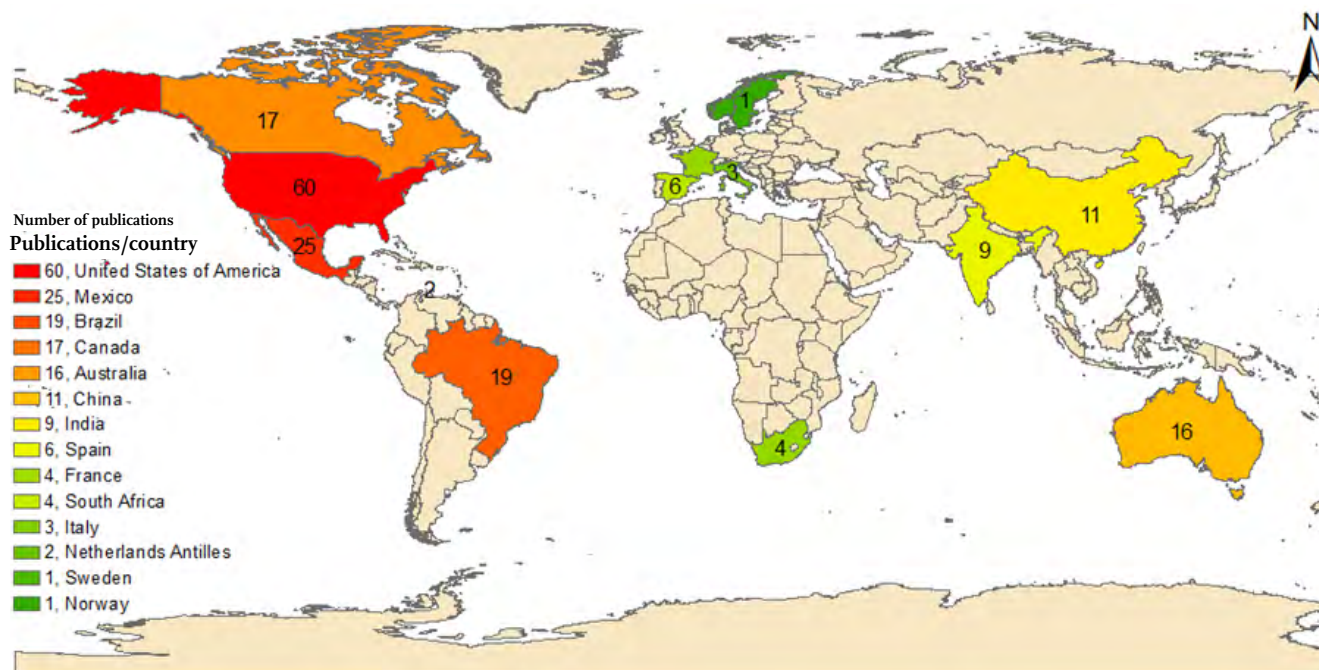 N
1
17
3
60
6
11
9
Number of publications
Publications/country
25
60, United States of America
2
25, Mexico
19, Brazil
17, Canada
19
16, Australia
11, China
16
9, India
6, Spain
4
4, France
4, South Africa
3, Italy
2, Netherlands Antilles
1, Sweden
1, Norway